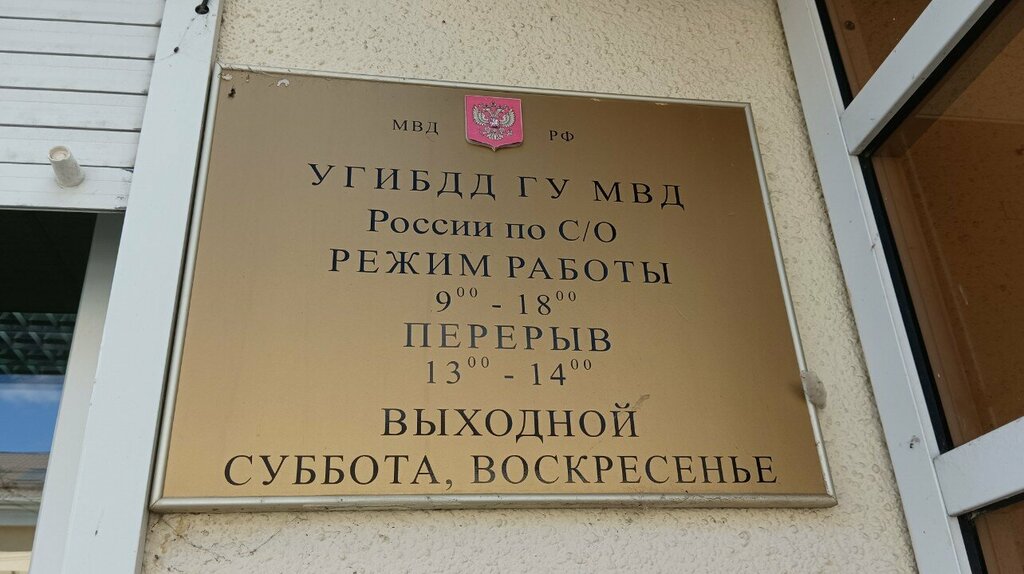 МВД РФ
УГИБДД ГУ МВД
России по С/О
РЕЖИМ РАБОТЫ
9⁰⁰ - 18⁰⁰
ПЕРЕРЫВ
13⁰⁰ - 14⁰⁰
ВЫХОДНОЙ
СУББОТА, ВОСКРЕСЕНЬЕ